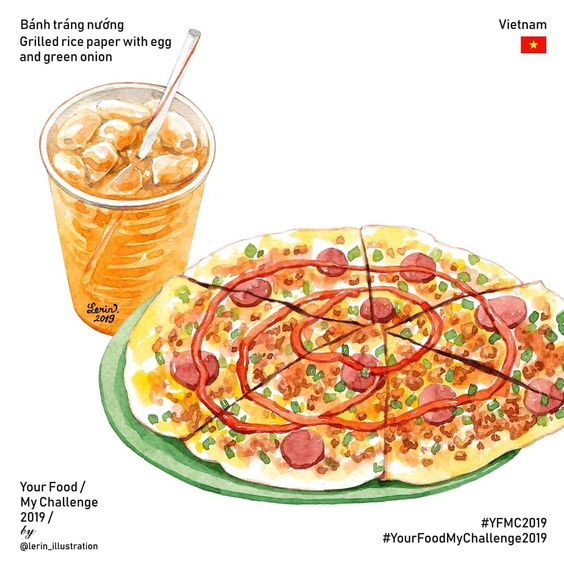 Bánh tráng nướng
Grilled rice paper with egg
and green onion
Vietnam
Lerin.
2019
Your Food /
My Challenge
2019 /
by
@lerin_illustration
#YFMC2019
#YourFoodMyChallenge2019